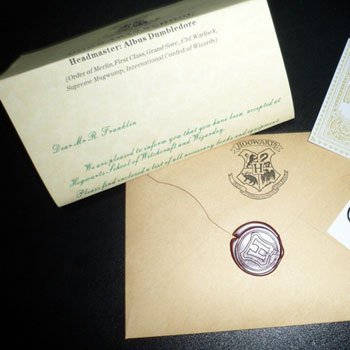 Headmaster: Albus Dumbledore
(Order of Merlin, First Class, Grand Sorc., Chf Warlock,
Supreme Mugwump, International Confed of Wizards)
Dear Mr R. Franklin
We are pleased to inform you that you have been accepted at
Hogwarts School of Witchcraft and Wizardry.
Please find enclosed a list of all necessary books and equipment
HOGWARTS
H
H